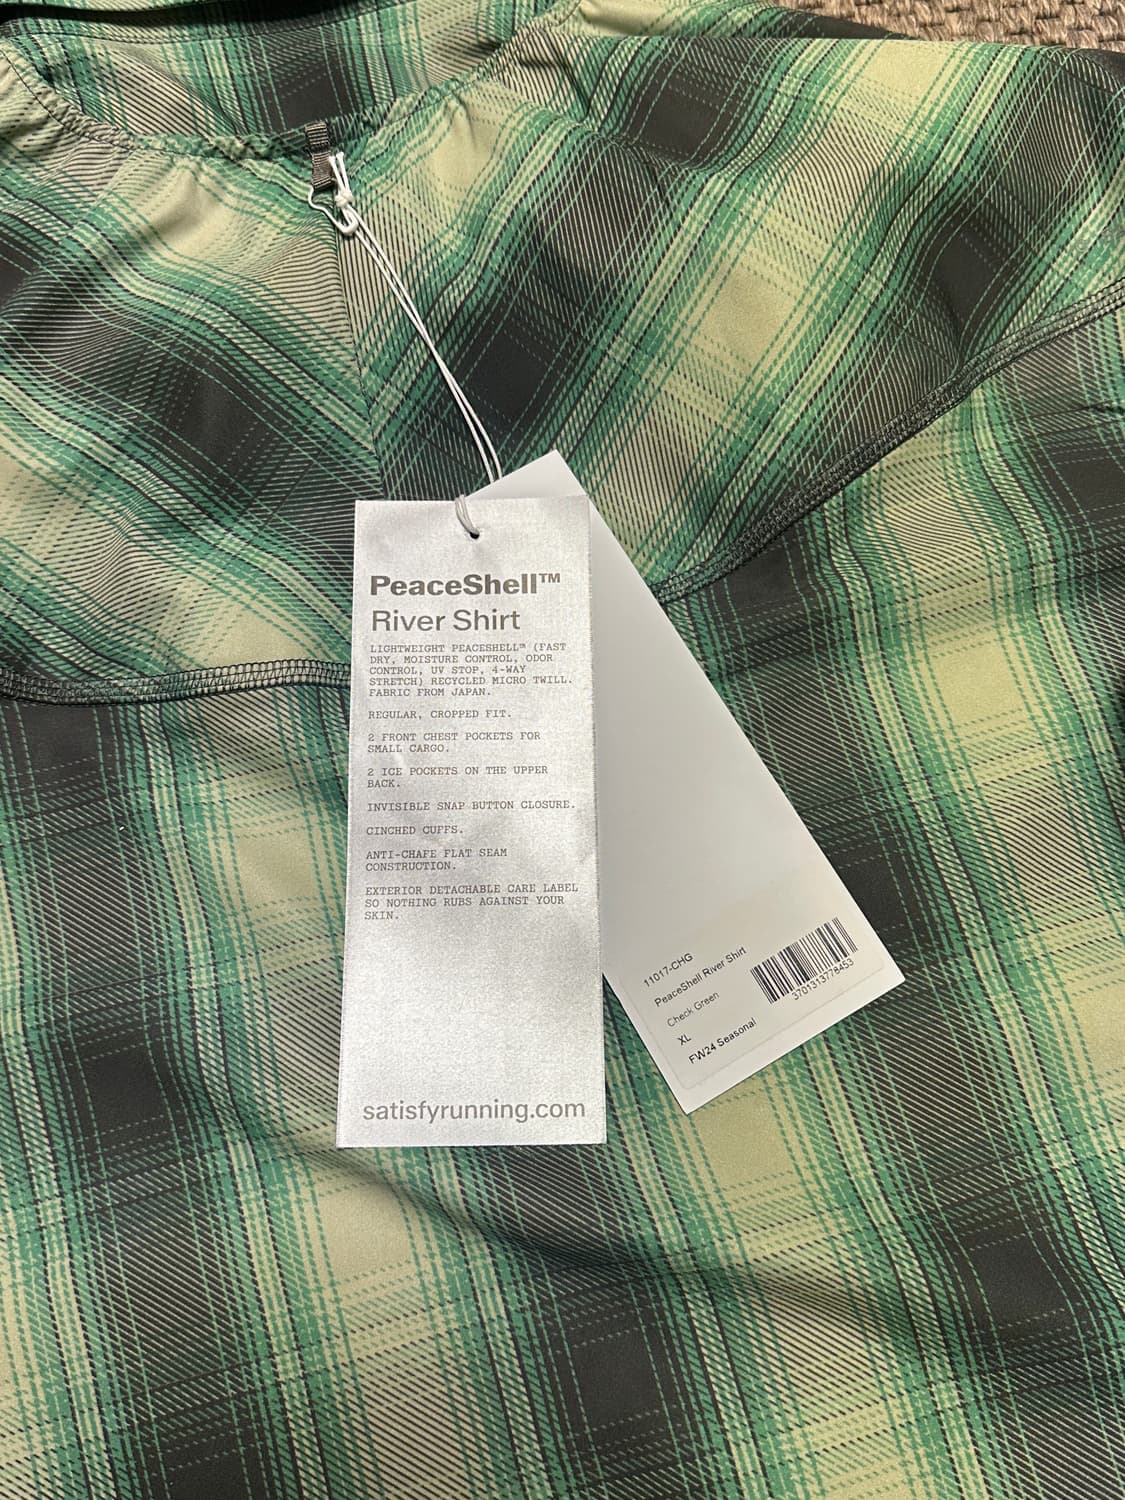 PeaceShell™
River Shirt
LIGHTWEIGHT PEACESHELL™ (FAST
DRY, MOISTURE CONTROL, ODOR
CONTROL, UV STOP, 4-WAY
STRETCH) RECYCLED MICRO TWILL.
FABRIC FROM JAPAN.
REGULAR, CROPPED FIT.
2 FRONT CHEST POCKETS FOR
SMALL CARGO.
2 ICE POCKETS ON THE UPPER
BACK.
INVISIBLE SNAP BUTTON CLOSURE.
CINCHED CUFFS.
ANTI-CHAFE FLAT SEAM
CONSTRUCTION.
EXTERIOR DETACHABLE CARE LABEL
SO NOTHING RUBS AGAINST YOUR
SKIN.
satisfyrunning.com
11017-CHG
PeaceShell River Shirt
Check Green
XL
FW24 Seasonal
3701313778453